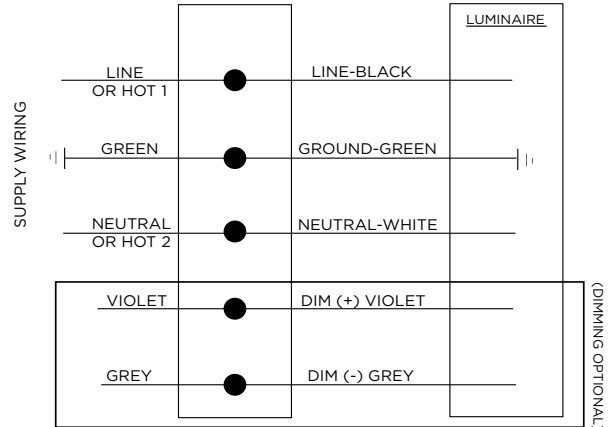 LUMINAIRE
SUPPLY WIRING
LINE
OR HOT 1
LINE-BLACK
GREEN
GROUND-GREEN
NEUTRAL
OR HOT 2
NEUTRAL-WHITE
VIOLET
DIM (+) VIOLET
GREY
DIM (-) GREY
(DIMMING OPTIONAL)